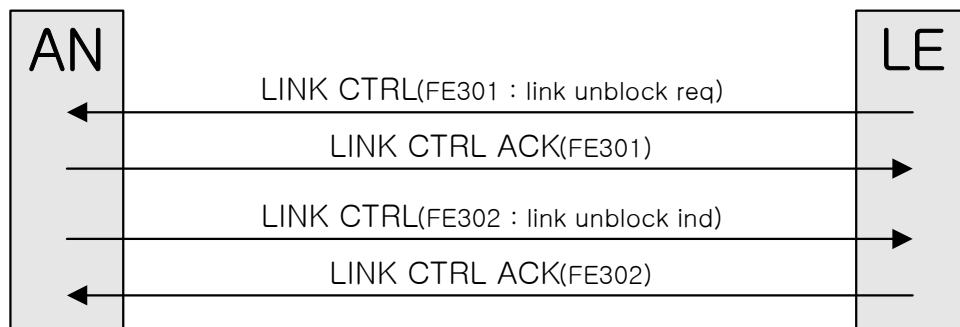 AN
LE
LINK CTRL(FE301 : link unblock req)
LINK CTRL ACK(FE301)
LINK CTRL(FE302 : link unblock ind)
LINK CTRL ACK(FE302)